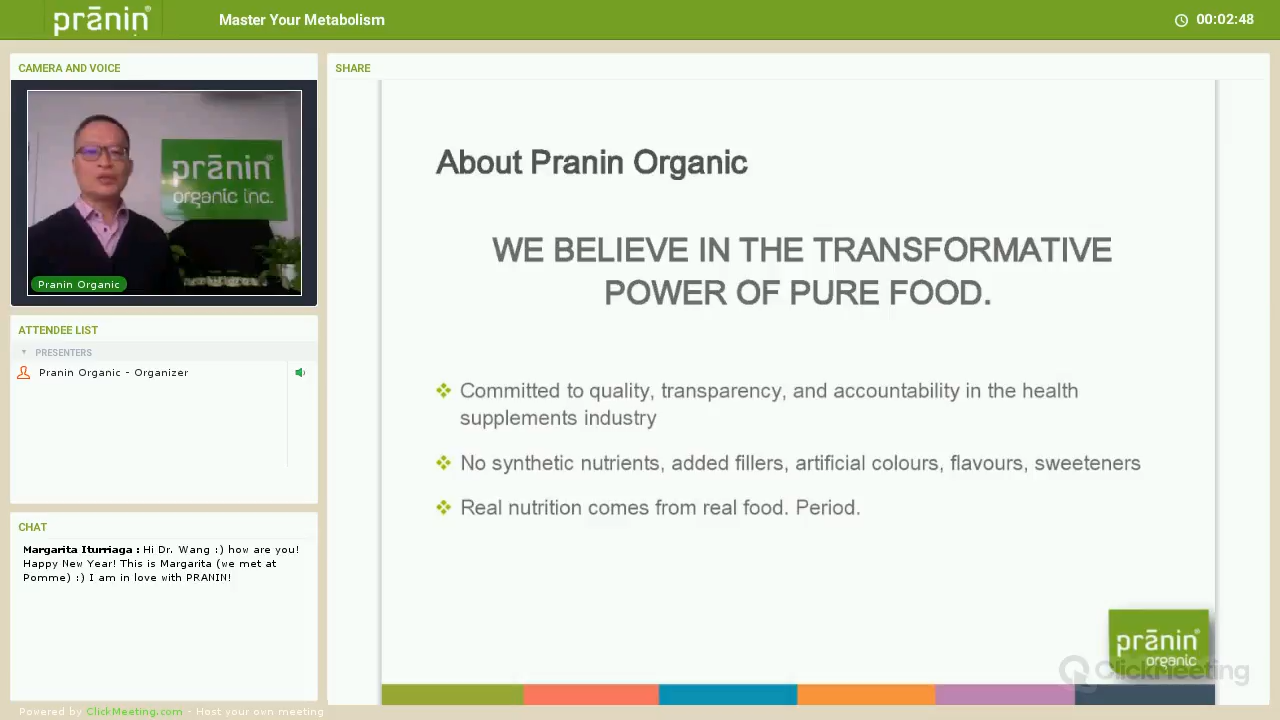 prānin®
Master Your Metabolism
00:02:48
CAMERA AND VOICE
prānin®
organic inc.
Pranin Organic
ATTENDEE LIST
PRESENTERS
Pranin Organic - Organizer
CHAT
Margarita Iturriaga : Hi Dr. Wang :) how are you!
Happy New Year! This is Margarita (we met at
Pomme) :) I am in love with PRANIN!
Powered by ClickMeeting.com - Host your own meeting
SHARE
About Pranin Organic
WE BELIEVE IN THE TRANSFORMATIVE
POWER OF PURE FOOD.
Committed to quality, transparency, and accountability in the health
supplements industry
No synthetic nutrients, added fillers, artificial colours, flavours, sweeteners
Real nutrition comes from real food. Period.
prānin®
organic
ClickMeeting